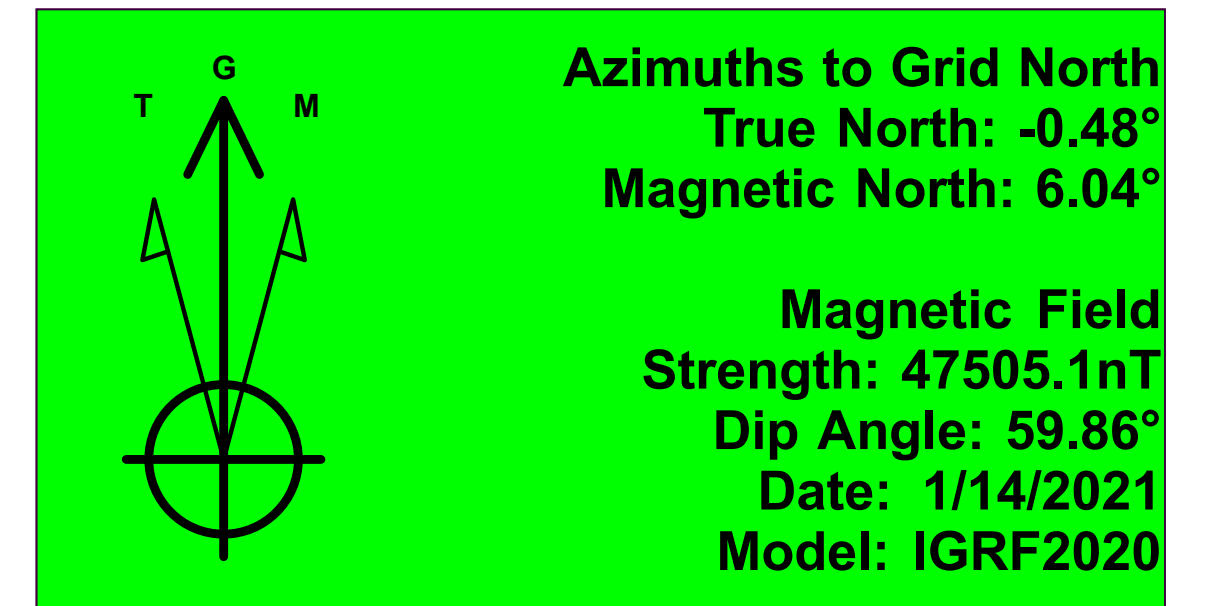 G
T M
Azimuths to Grid North
True North: -0.48°
Magnetic North: 6.04°
Magnetic Field
Strength: 47505.1nT
Dip Angle: 59.86°
Date: 1/14/2021
Model: IGRF2020